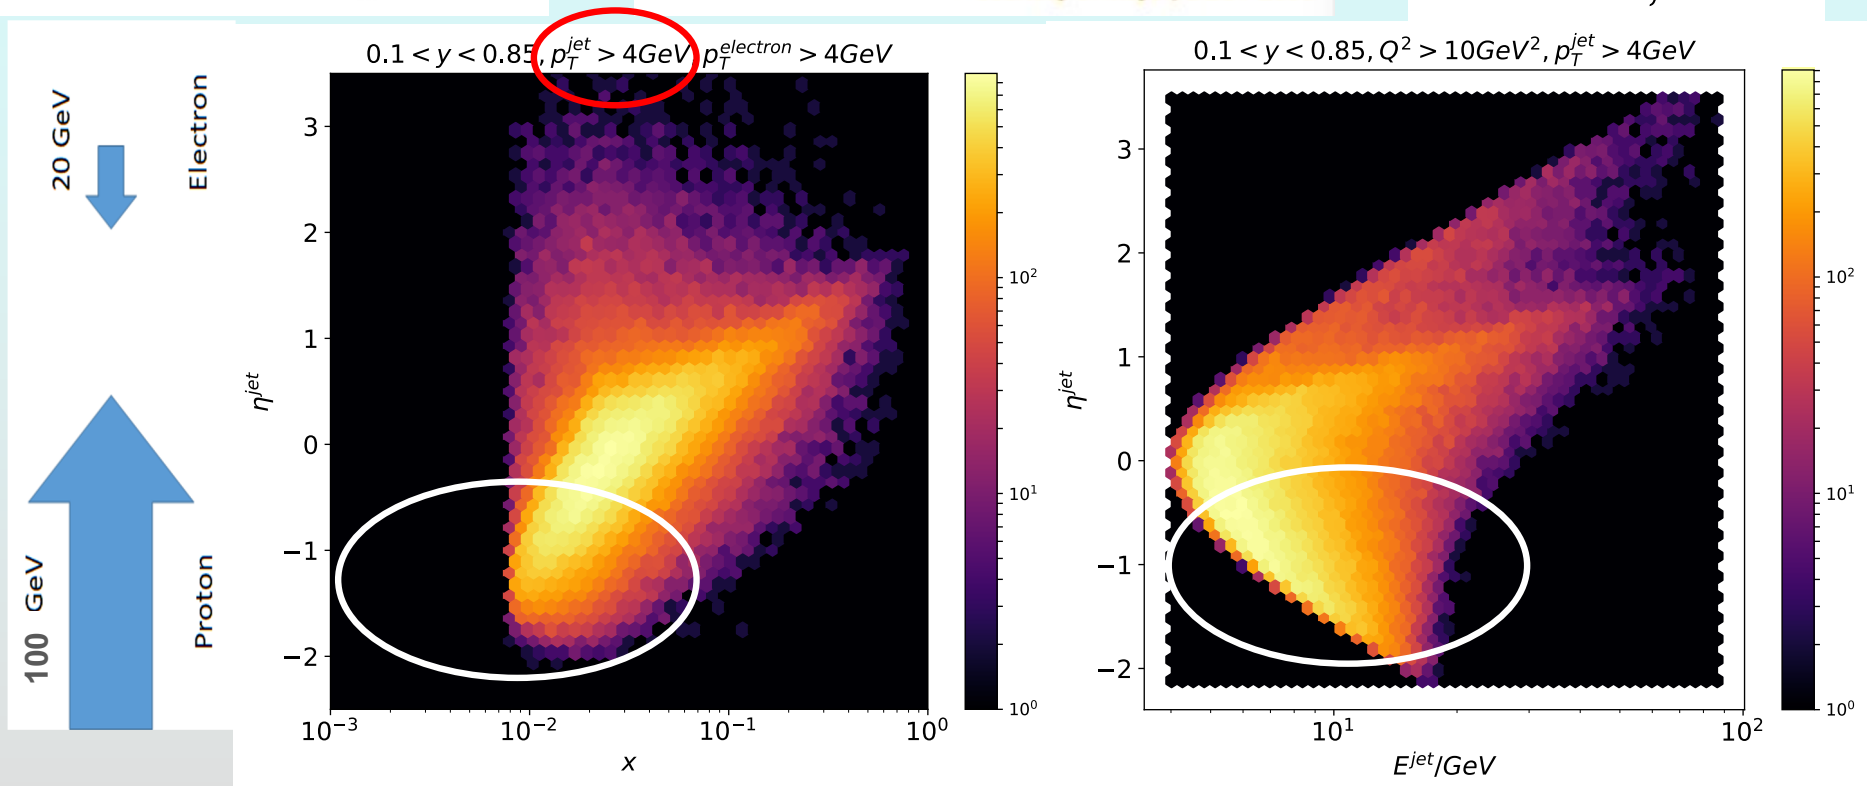 20 GeV
Electron
100 GeV
Proton
0.1 < y < 0.85, p_T^{jet} > 4GeV, p_T^{electron} > 4GeV
η^{jet}
3
2
1
0
−1
−2
10^{−3}
10^{−2}
10^{−1}
10^0
x
10^2
10^1
10^0
0.1 < y < 0.85, Q^2 > 10GeV^2, p_T^{jet} > 4GeV
η^{jet}
3
2
1
0
−1
−2
10^1
10^2
E^{jet}/GeV
10^2
10^1
10^0